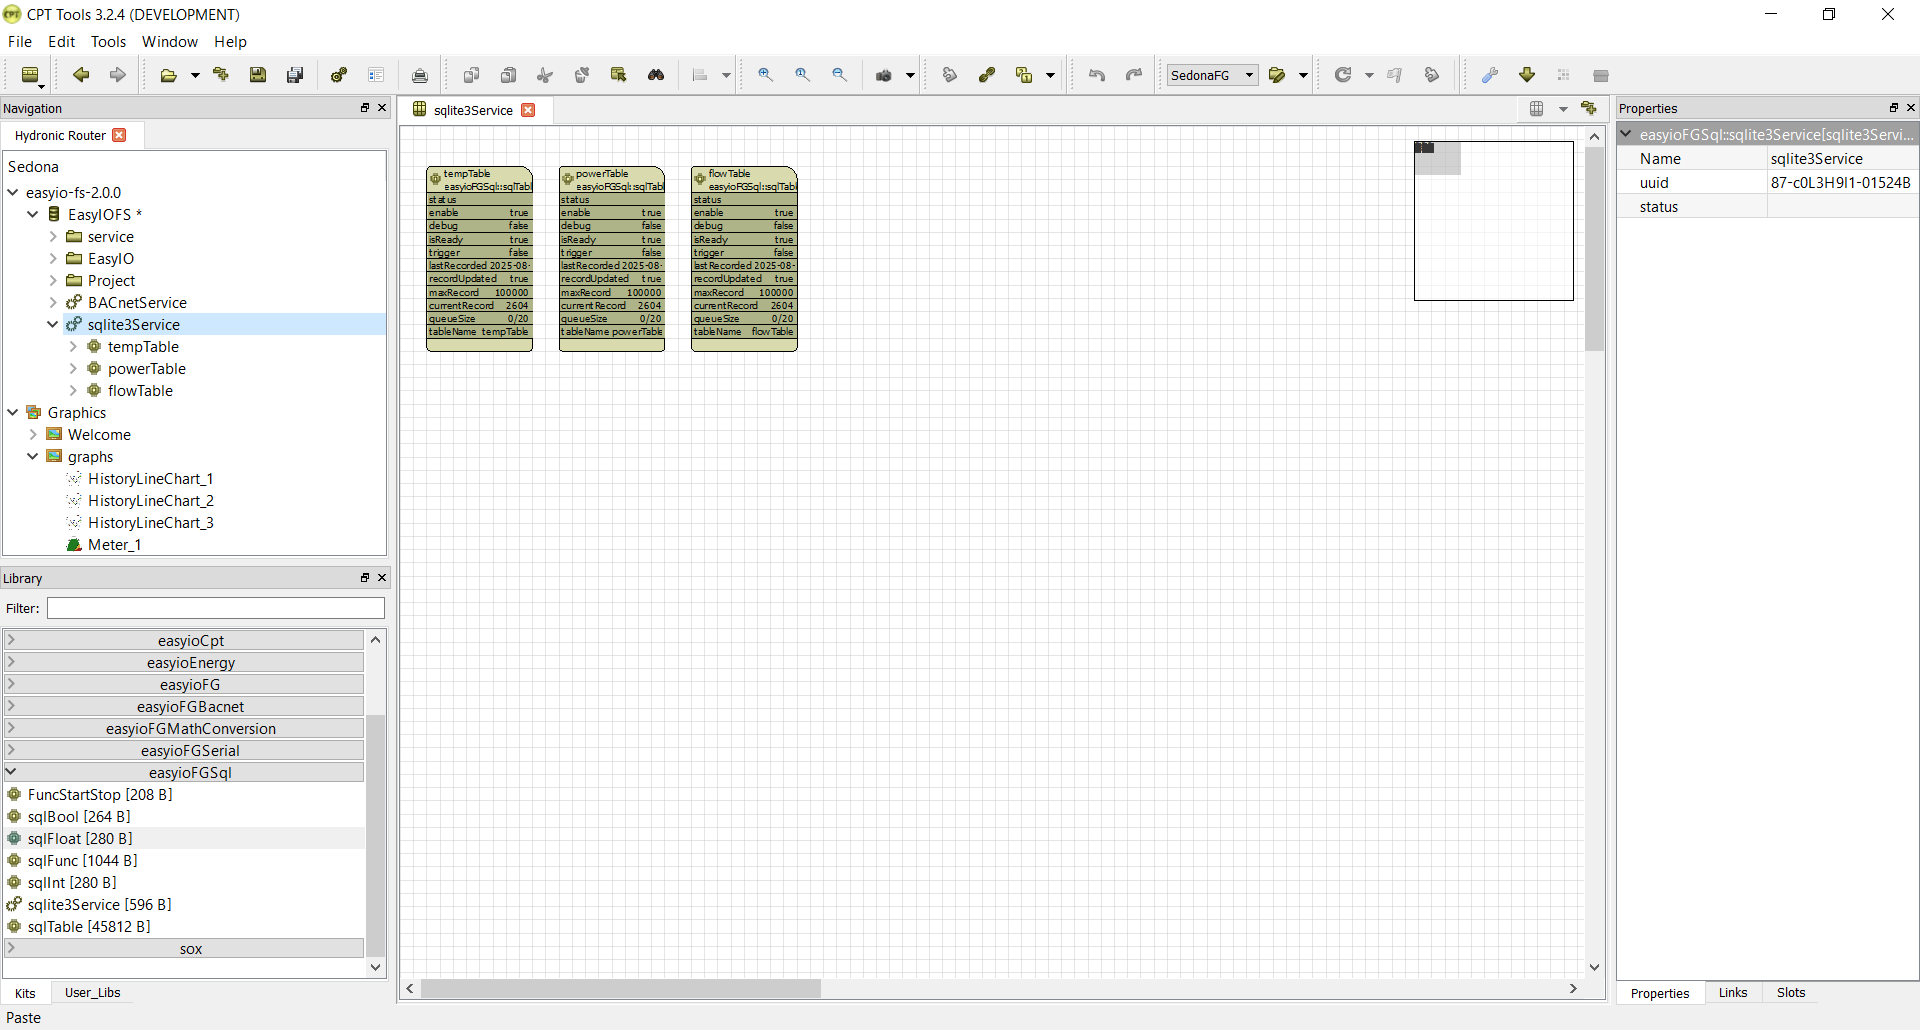 CPT Tools 3.2.4 (DEVELOPMENT)
File Edit Tools Window Help
SedonaFG
Navigation
Hydronic Router
Sedona
easyio-fs-2.0.0
EasyIOFS *
service
EasyIO
Project
BACnetService
sqlite3Service
tempTable
powerTable
flowTable
Graphics
Welcome
graphs
HistoryLineChart_1
HistoryLineChart_2
HistoryLineChart_3
Meter_1
Library
Filter:
easyioCpt
easyioEnergy
easyioFG
easyioFGBacnet
easyioFGMathConversion
easyioFGSerial
easyioFGSql
FuncStartStop [208 B]
sqlBool [264 B]
sqlFloat [280 B]
sqlFunc [1044 B]
sqlInt [280 B]
sqlite3Service [596 B]
sqlTable [45812 B]
sox
Kits User_Libs
Paste
sqlite3Service
tempTable
easyioFGSql::sqlTabl
status
enable true
debug false
isReady true
trigger false
lastRecorded 2025-08-
recordUpdated true
maxRecord 100000
currentRecord 2604
queueSize 0/20
tableName tempTable
powerTable
easyioFGSql::sqlTabl
status
enable true
debug false
isReady true
trigger false
lastRecorded 2025-08-
recordUpdated true
maxRecord 100000
currentRecord 2604
queueSize 0/20
tableName powerTable
flowTable
easyioFGSql::sqlTabl
status
enable true
debug false
isReady true
trigger false
lastRecorded 2025-08-
recordUpdated true
maxRecord 100000
currentRecord 2604
queueSize 0/20
tableName flowTable
Properties
easyioFGSql::sqlite3Service[sqlite3Servi...
Name sqlite3Service
uuid 87-c0L3H9I1-01524B
status
Properties Links Slots